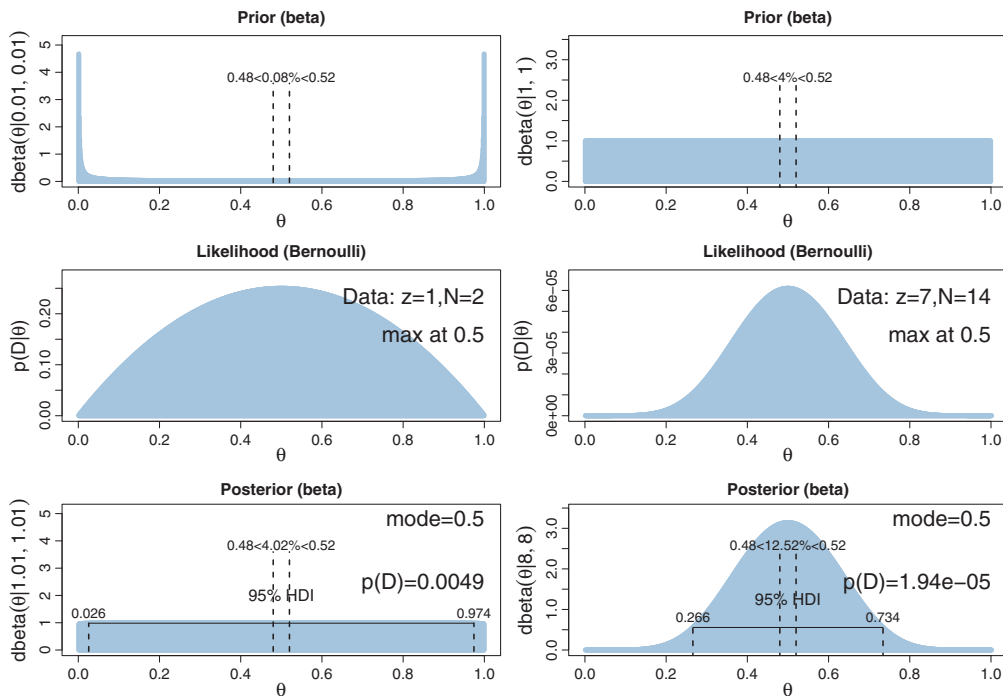 Prior (beta)
dbeta(θ|0.01, 0.01)
5
4
3
2
1
0
0.48<0.08%<0.52
0.0 0.2 0.4 0.6 0.8 1.0
θ
Prior (beta)
dbeta(θ|1, 1)
3.0
2.0
1.0
0.0
0.48<4%<0.52
0.0 0.2 0.4 0.6 0.8 1.0
θ
Likelihood (Bernoulli)
p(D|θ)
0.20
0.10
0.00
Data: z=1,N=2
max at 0.5
0.0 0.2 0.4 0.6 0.8 1.0
θ
Likelihood (Bernoulli)
p(D|θ)
6e−05
3e−05
0e+00
Data: z=7,N=14
max at 0.5
0.0 0.2 0.4 0.6 0.8 1.0
θ
Posterior (beta)
dbeta(θ|1.01, 1.01)
5
4
3
2
1
0
mode=0.5
0.48<4.02%<0.52
p(D)=0.0049
95% HDI
0.026 0.974
0.0 0.2 0.4 0.6 0.8 1.0
θ
Posterior (beta)
dbeta(θ|8, 8)
3.0
2.0
1.0
0.0
mode=0.5
0.48<12.52%<0.52
p(D)=1.94e−05
95% HDI
0.266 0.734
0.0 0.2 0.4 0.6 0.8 1.0
θ